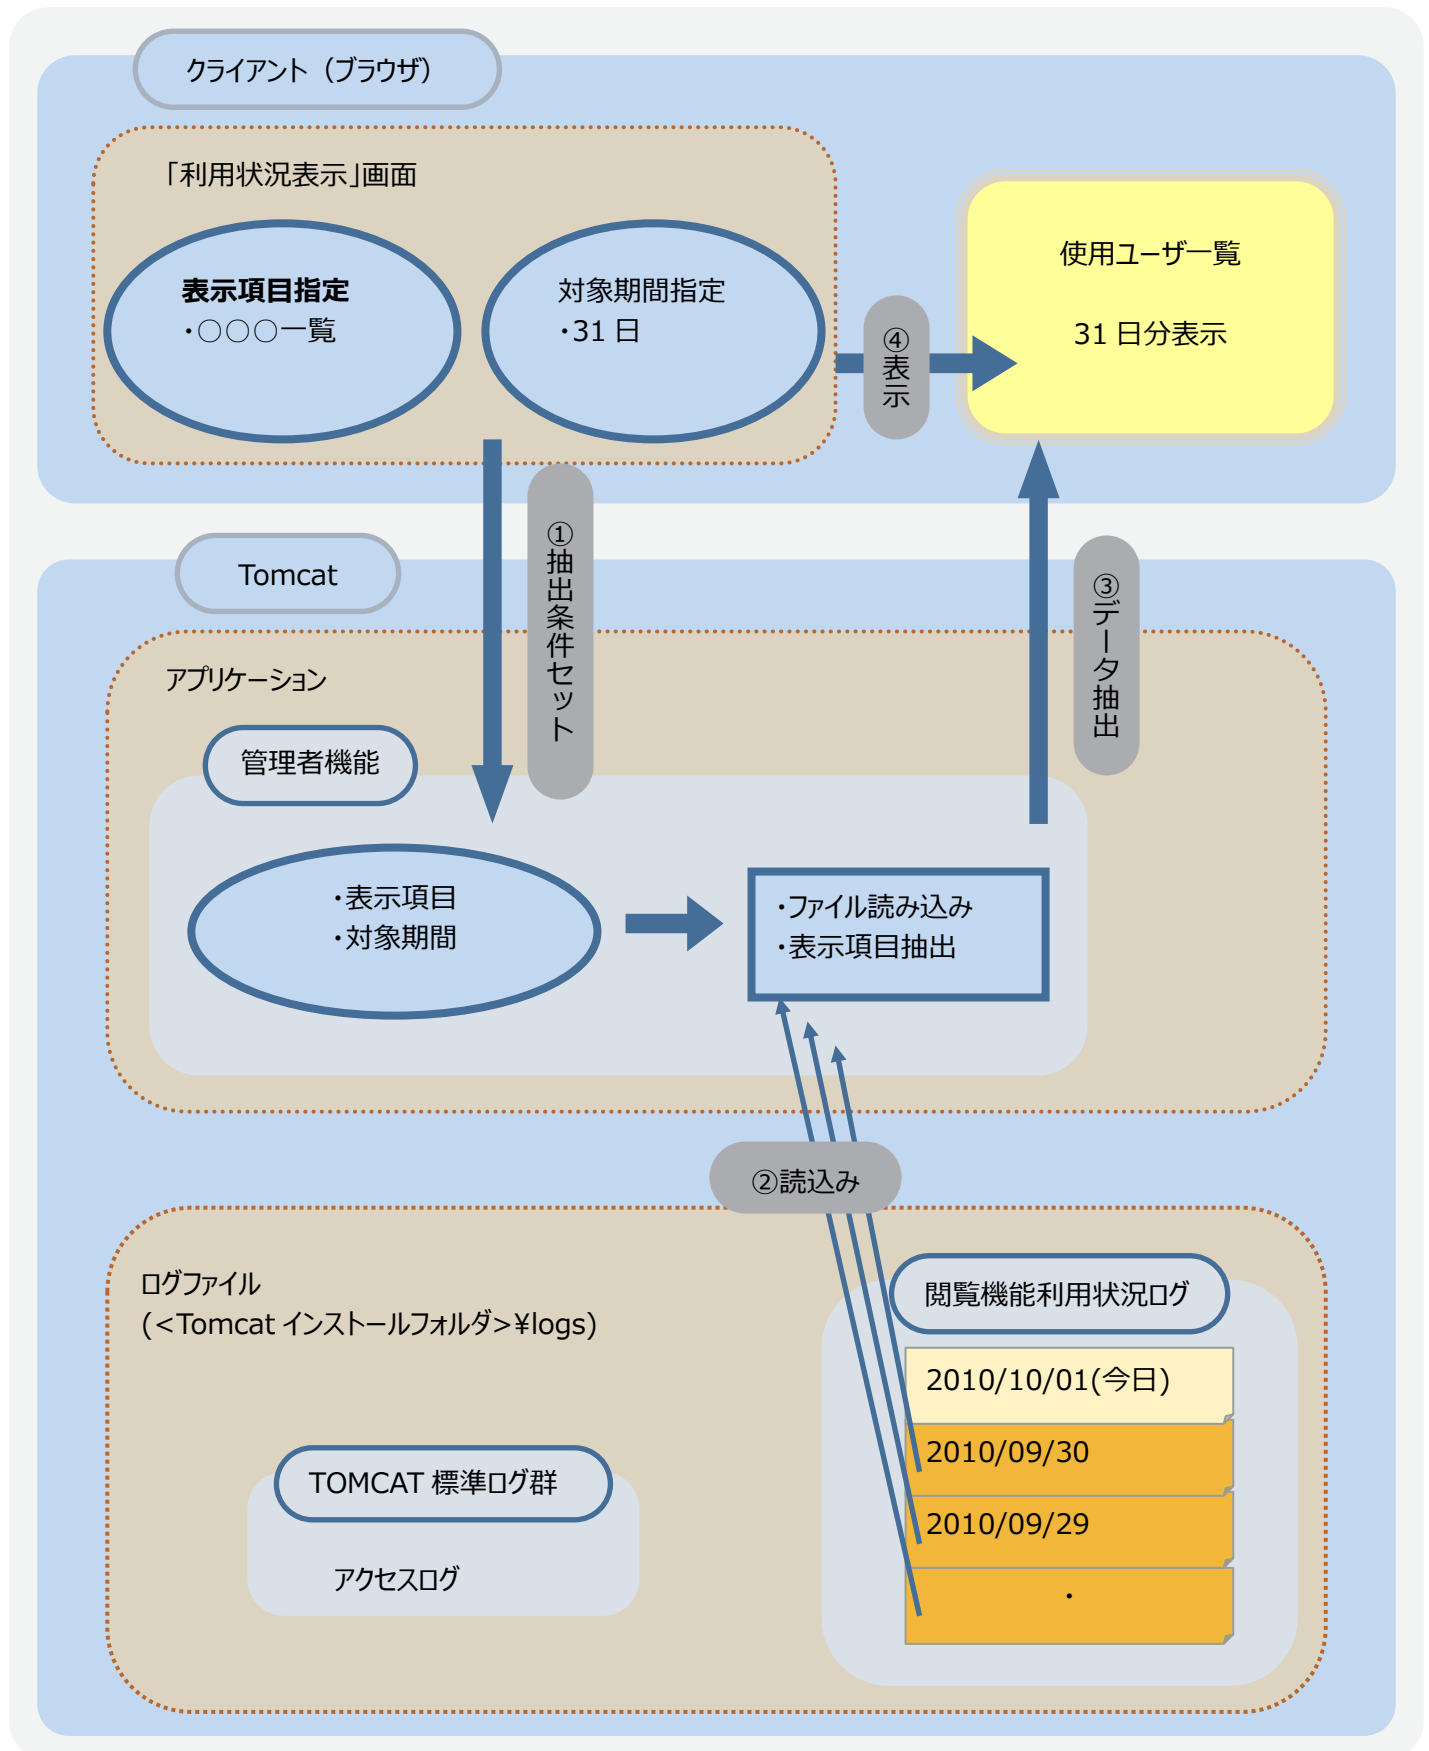 クライアント（ブラウザ）
「利用状況表示」画面
表示項目指定
・○○○一覧
対象期間指定
・31 日
④表示
使用ユーザ一覧
31 日分表示
①抽出条件セット
Tomcat
③データ抽出
アプリケーション
管理者機能
・表示項目
・対象期間
・ファイル読み込み
・表示項目抽出
②読込み
ログファイル
(<Tomcat インストールフォルダ>¥logs)
閲覧機能利用状況ログ
2010/10/01(今日)
2010/09/30
2010/09/29
・
TOMCAT 標準ログ群
アクセスログ